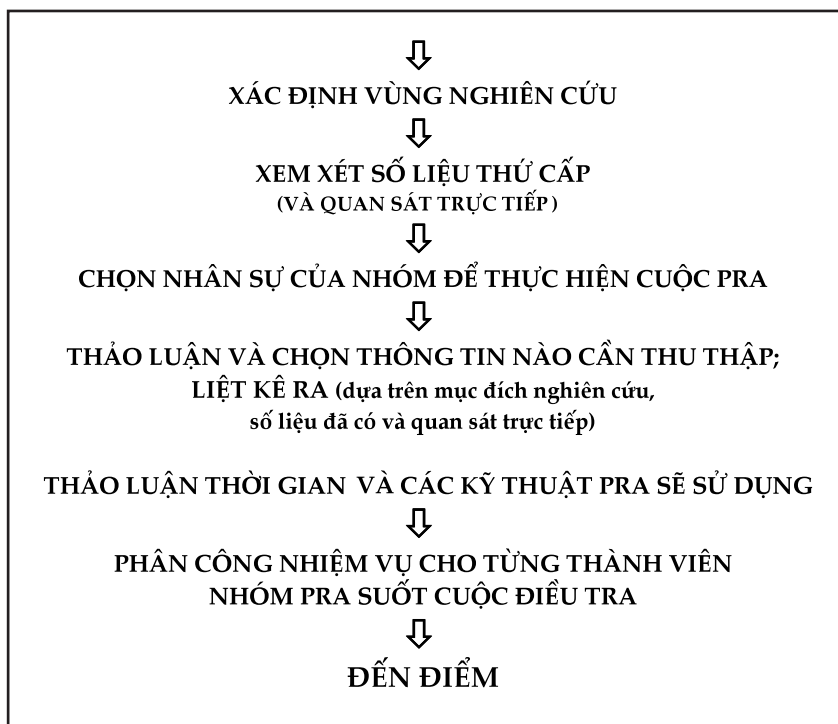 XÁC ĐỊNH VÙNG NGHIÊN CỨU
XEM XÉT SỐ LIỆU THỨ CẤP
(VÀ QUAN SÁT TRỰC TIẾP)
CHỌN NHÂN SỰ CỦA NHÓM ĐỂ THỰC HIỆN CUỘC PRA
THẢO LUẬN VÀ CHỌN THÔNG TIN NÀO CẦN THU THẬP;
LIỆT KÊ RA (dựa trên mục đích nghiên cứu,
số liệu đã có và quan sát trực tiếp)
THẢO LUẬN THỜI GIAN VÀ CÁC KỸ THUẬT PRA SẼ SỬ DỤNG
PHÂN CÔNG NHIỆM VỤ CHO TỪNG THÀNH VIÊN
NHÓM PRA SUỐT CUỘC ĐIỀU TRA
ĐẾN ĐIỂM